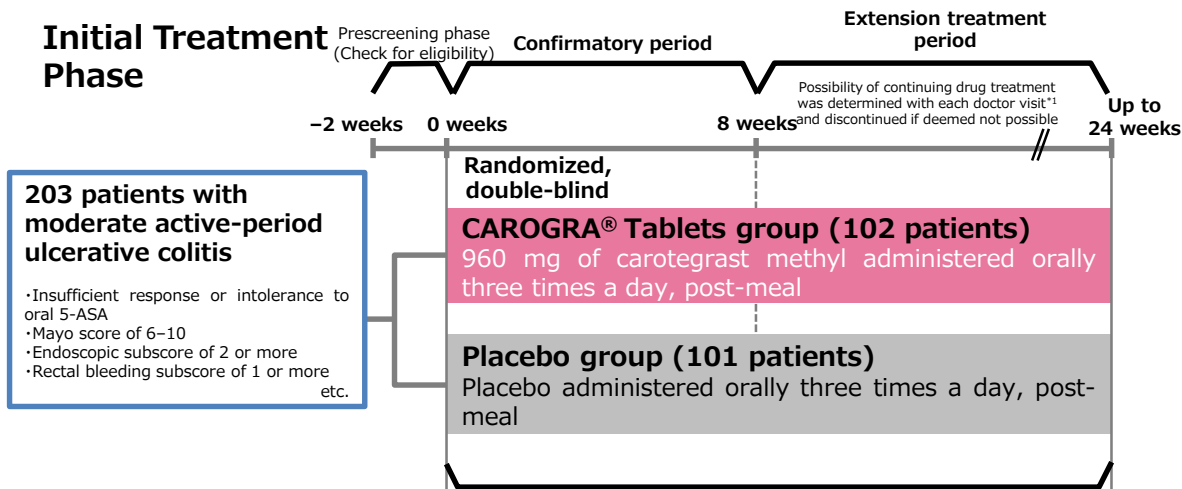 Initial Treatment
Phase
Prescreening phase
(Check for eligibility)
Confirmatory period
Extension treatment
period
Possibility of continuing drug treatment
was determined with each doctor visit*1
and discontinued if deemed not possible
−2 weeks
0 weeks
8 weeks
Up to
24 weeks
203 patients with
moderate active-period
ulcerative colitis
・Insufficient response or intolerance to
oral 5-ASA
・Mayo score of 6–10
・Endoscopic subscore of 2 or more
・Rectal bleeding subscore of 1 or more
etc.
Randomized,
double-blind
CAROGRA® Tablets group (102 patients)
960 mg of carotegrast methyl administered orally
three times a day, post-meal
Placebo group (101 patients)
Placebo administered orally three times a day, post-
meal